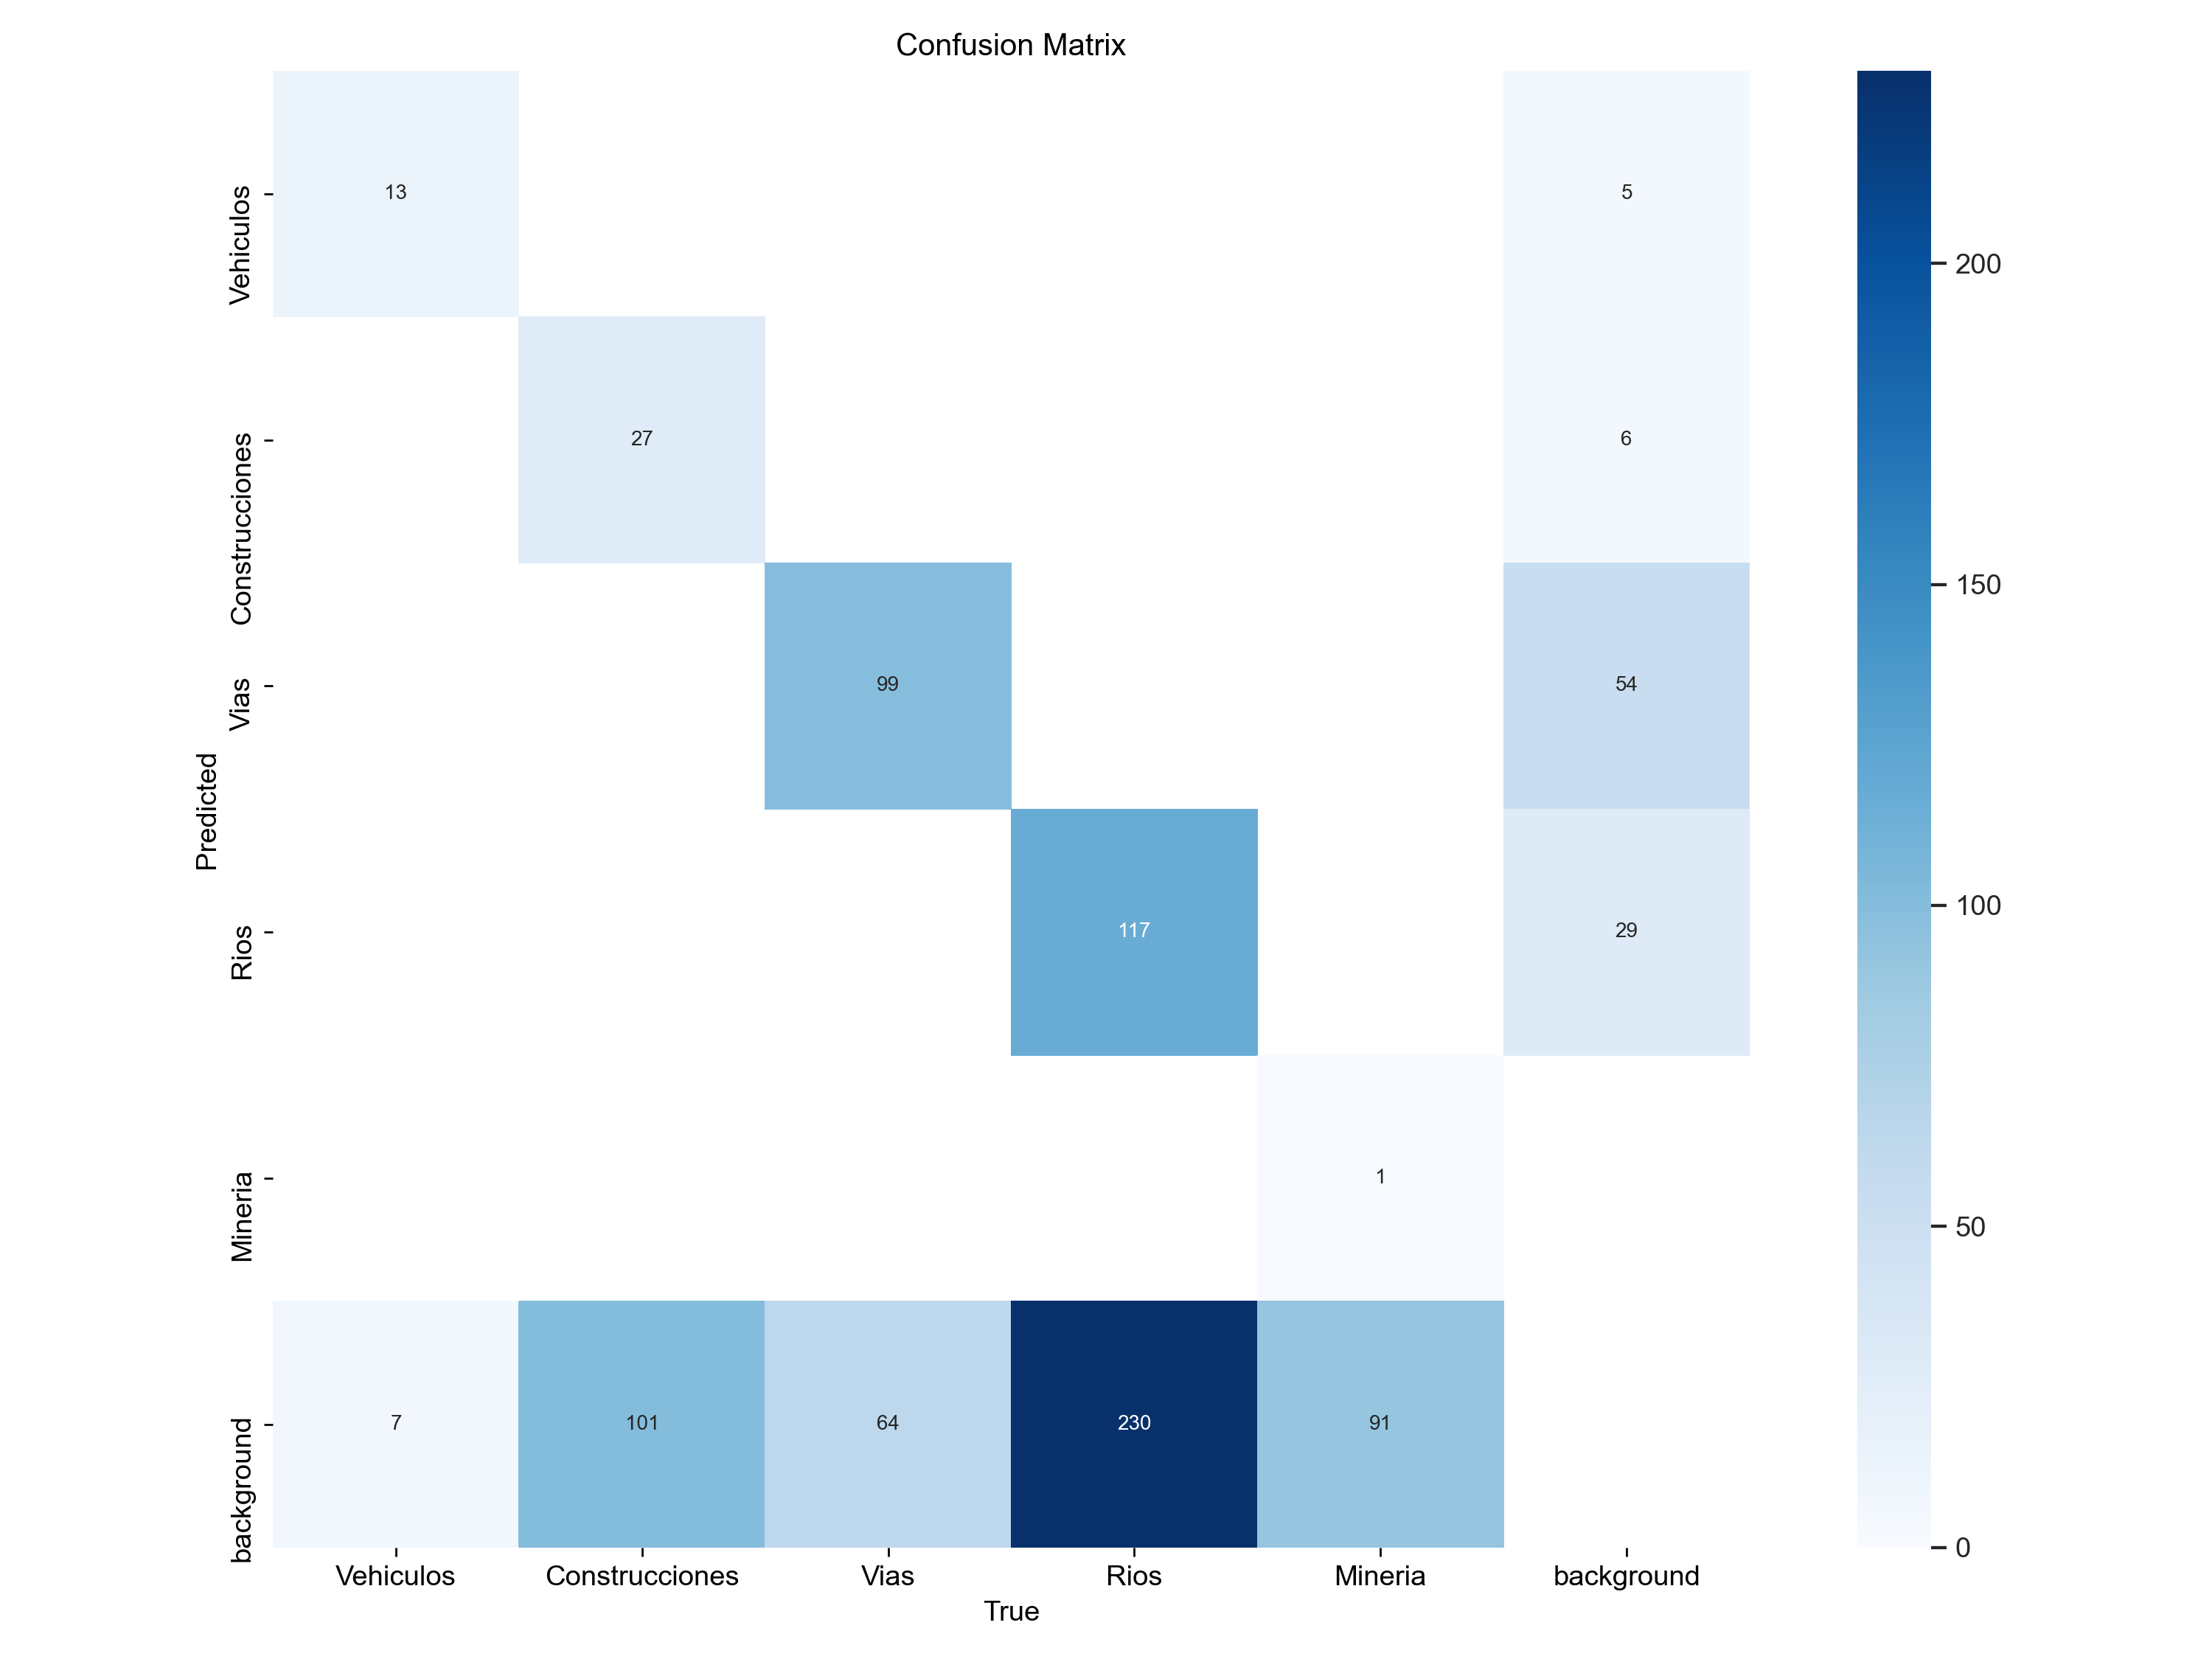 Confusion Matrix
Predicted
Vehiculos
13
5
Construcciones
27
6
Vias
99
54
Rios
117
29
Mineria
1
background
7
101
64
230
91
Vehiculos
Construcciones
Vias
Rios
Mineria
background
True
200
150
100
50
0